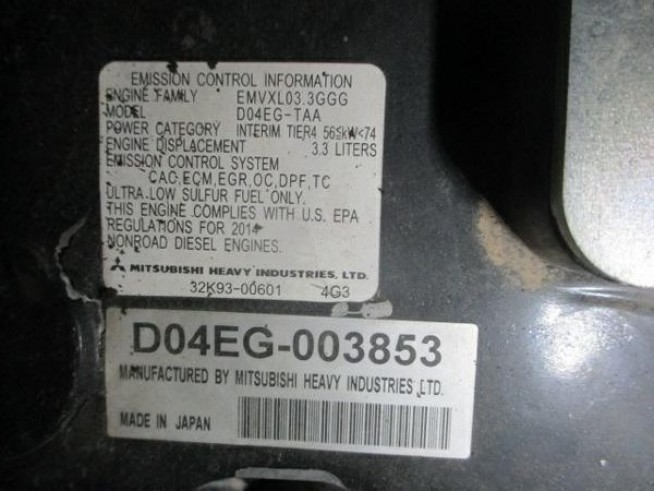 EMISSION CONTROL INFORMATION
ENGINE FAMILY EMVXL03.3GGG
MODEL D04EG-TAA
POWER CATEGORY INTERIM TIER4 56≤kW<74
ENGINE DISPLACEMENT 3.3 LITERS
EMISSION CONTROL SYSTEM
CAC,ECM,EGR,OC,DPF,TC
ULTRA LOW SULFUR FUEL ONLY.
THIS ENGINE COMPLIES WITH U.S. EPA
REGULATIONS FOR 2014
NONROAD DIESEL ENGINES.
MITSUBISHI HEAVY INDUSTRIES, LTD.
32K93-00601 4G3
D04EG-003853
MANUFACTURED BY MITSUBISHI HEAVY INDUSTRIES LTD.
MADE IN JAPAN